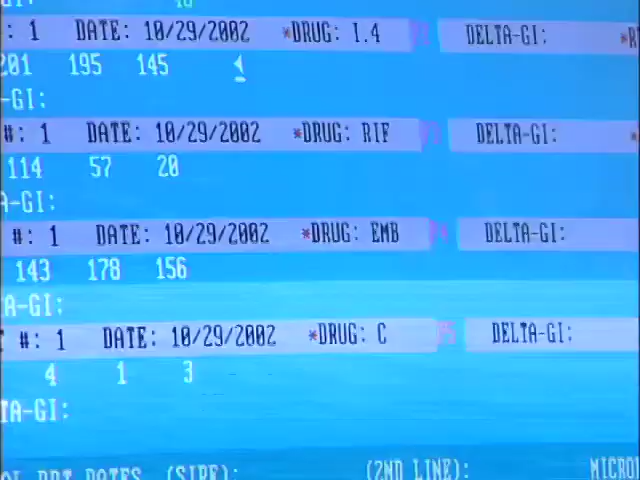 : 1 DATE: 10/29/2002 *DRUG: I.4 DELTA-GI:
201 195 145
-GI:
#: 1 DATE: 10/29/2002 *DRUG: RIF DELTA-GI:
114 57 20
A-GI:
#: 1 DATE: 10/29/2002 *DRUG: EMB DELTA-GI:
143 178 156
A-GI:
#: 1 DATE: 10/29/2002 *DRUG: C DELTA-GI:
4 1 3
TA-GI:
DATES (SIRE): (2ND LINE):